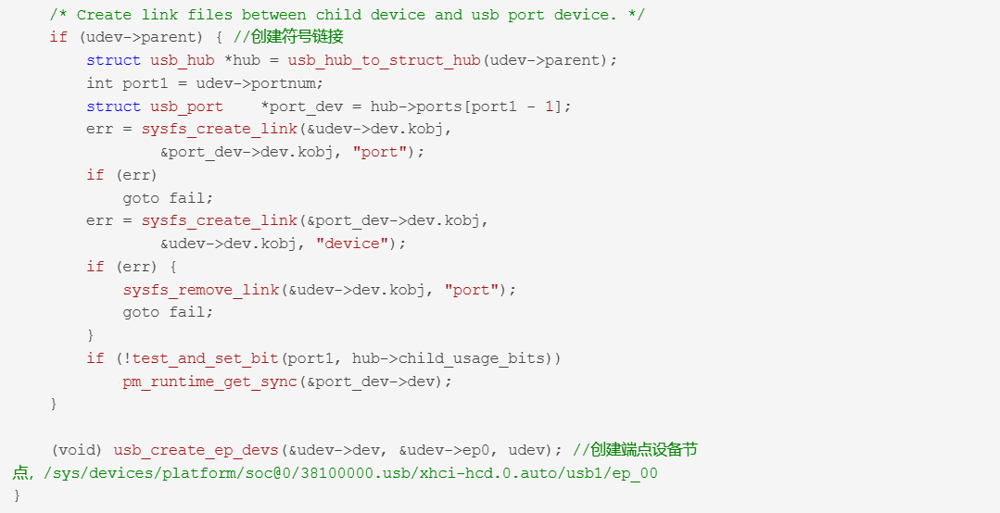 /* Create link files between child device and usb port device. */
    if (udev->parent) { //创建符号链接
        struct usb_hub *hub = usb_hub_to_struct_hub(udev->parent);
        int port1 = udev->portnum;
        struct usb_port    *port_dev = hub->ports[port1 - 1];
        err = sysfs_create_link(&udev->dev.kobj,
                &port_dev->dev.kobj, "port");
        if (err)
            goto fail;
        err = sysfs_create_link(&port_dev->dev.kobj,
                &udev->dev.kobj, "device");
        if (err) {
            sysfs_remove_link(&udev->dev.kobj, "port");
            goto fail;
        }
        if (!test_and_set_bit(port1, hub->child_usage_bits))
            pm_runtime_get_sync(&port_dev->dev);
    }
    (void) usb_create_ep_devs(&udev->dev, &udev->ep0, udev); //创建端点设备节
点，/sys/devices/platform/soc@0/38100000.usb/xhci-hcd.0.auto/usb1/ep_00
}